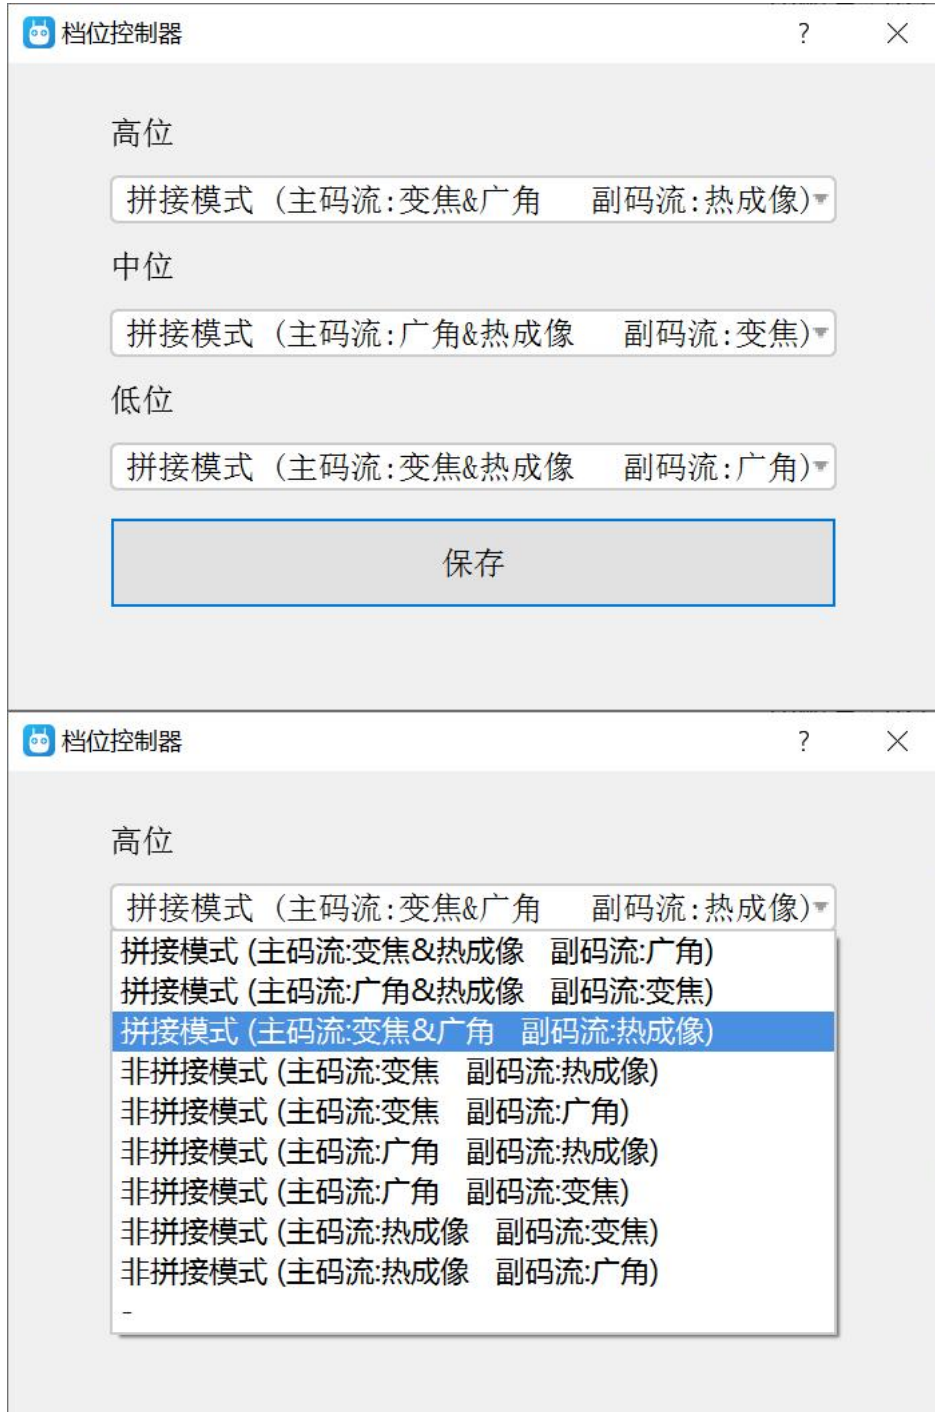 档位控制器 ?
高位
拼接模式 (主码流:变焦&广角 副码流:热成像)
中位
拼接模式 (主码流:广角&热成像 副码流:变焦)
低位
拼接模式 (主码流:变焦&热成像 副码流:广角)
保存
档位控制器 ?
高位
拼接模式 (主码流:变焦&广角 副码流:热成像)
拼接模式 (主码流:变焦&热成像 副码流:广角)
拼接模式 (主码流:广角&热成像 副码流:变焦)
拼接模式 (主码流:变焦&广角 副码流:热成像)
非拼接模式 (主码流:变焦 副码流:热成像)
非拼接模式 (主码流:变焦 副码流:广角)
非拼接模式 (主码流:广角 副码流:热成像)
非拼接模式 (主码流:广角 副码流:变焦)
非拼接模式 (主码流:热成像 副码流:变焦)
非拼接模式 (主码流:热成像 副码流:广角)
-